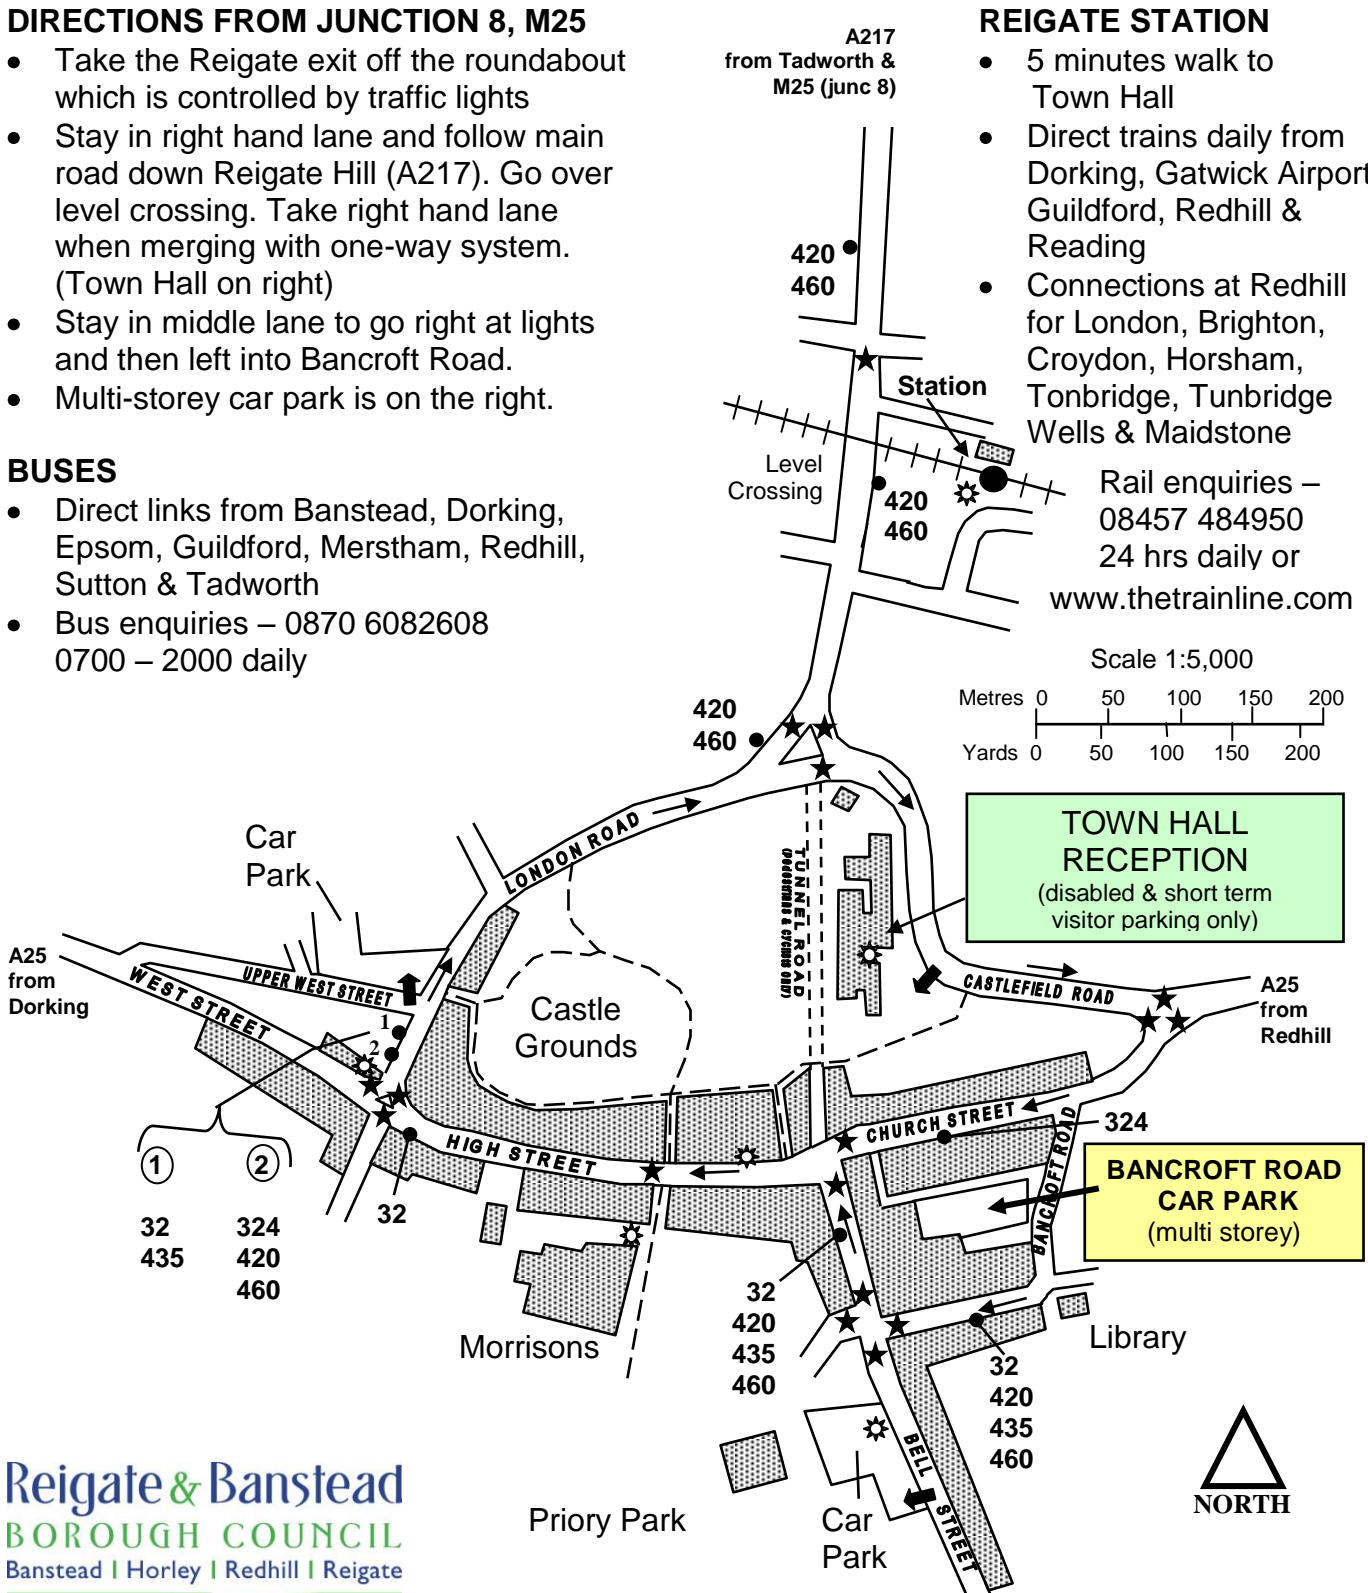 DIRECTIONS FROM JUNCTION 8, M25
• Take the Reigate exit off the roundabout
which is controlled by traffic lights
• Stay in right hand lane and follow main
road down Reigate Hill (A217). Go over
level crossing. Take right hand lane
when merging with one-way system.
(Town Hall on right)
• Stay in middle lane to go right at lights
and then left into Bancroft Road.
• Multi-storey car park is on the right.
BUSES
• Direct links from Banstead, Dorking,
Epsom, Guildford, Merstham, Redhill,
Sutton & Tadworth
• Bus enquiries – 0870 6082608
0700 – 2000 daily
A217
from Tadworth &
M25 (junc 8)
REIGATE STATION
• 5 minutes walk to
Town Hall
• Direct trains daily from
Dorking, Gatwick Airport
Guildford, Redhill &
Reading
• Connections at Redhill
for London, Brighton,
Croydon, Horsham,
Tonbridge, Tunbridge
Wells & Maidstone
Rail enquiries –
08457 484950
24 hrs daily or
www.thetrainline.com
Scale 1:5,000
Metres 0 50 100 150 200
Yards 0 50 100 150 200
420
460
Station
Level
Crossing
420
460
420
460
TOWN HALL
RECEPTION
(disabled & short term
visitor parking only)
Car
Park
LONDON ROAD
TUNNEL ROAD
(PEDESTRIANS & CYCLISTS ONLY)
A25
from
Dorking
WEST STREET
UPPER WEST STREET
Castle
Grounds
CASTLEFIELD ROAD
A25
from
Redhill
1
2
1
2
32
435
324
420
460
32
HIGH STREET
CHURCH STREET
324
BANCROFT ROAD
BANCROFT ROAD
CAR PARK
(multi storey)
Morrisons
32
420
435
460
Library
32
420
435
460
BELL STREET
Priory Park
Car
Park
NORTH
Reigate & Banstead
BOROUGH COUNCIL
Banstead | Horley | Redhill | Reigate